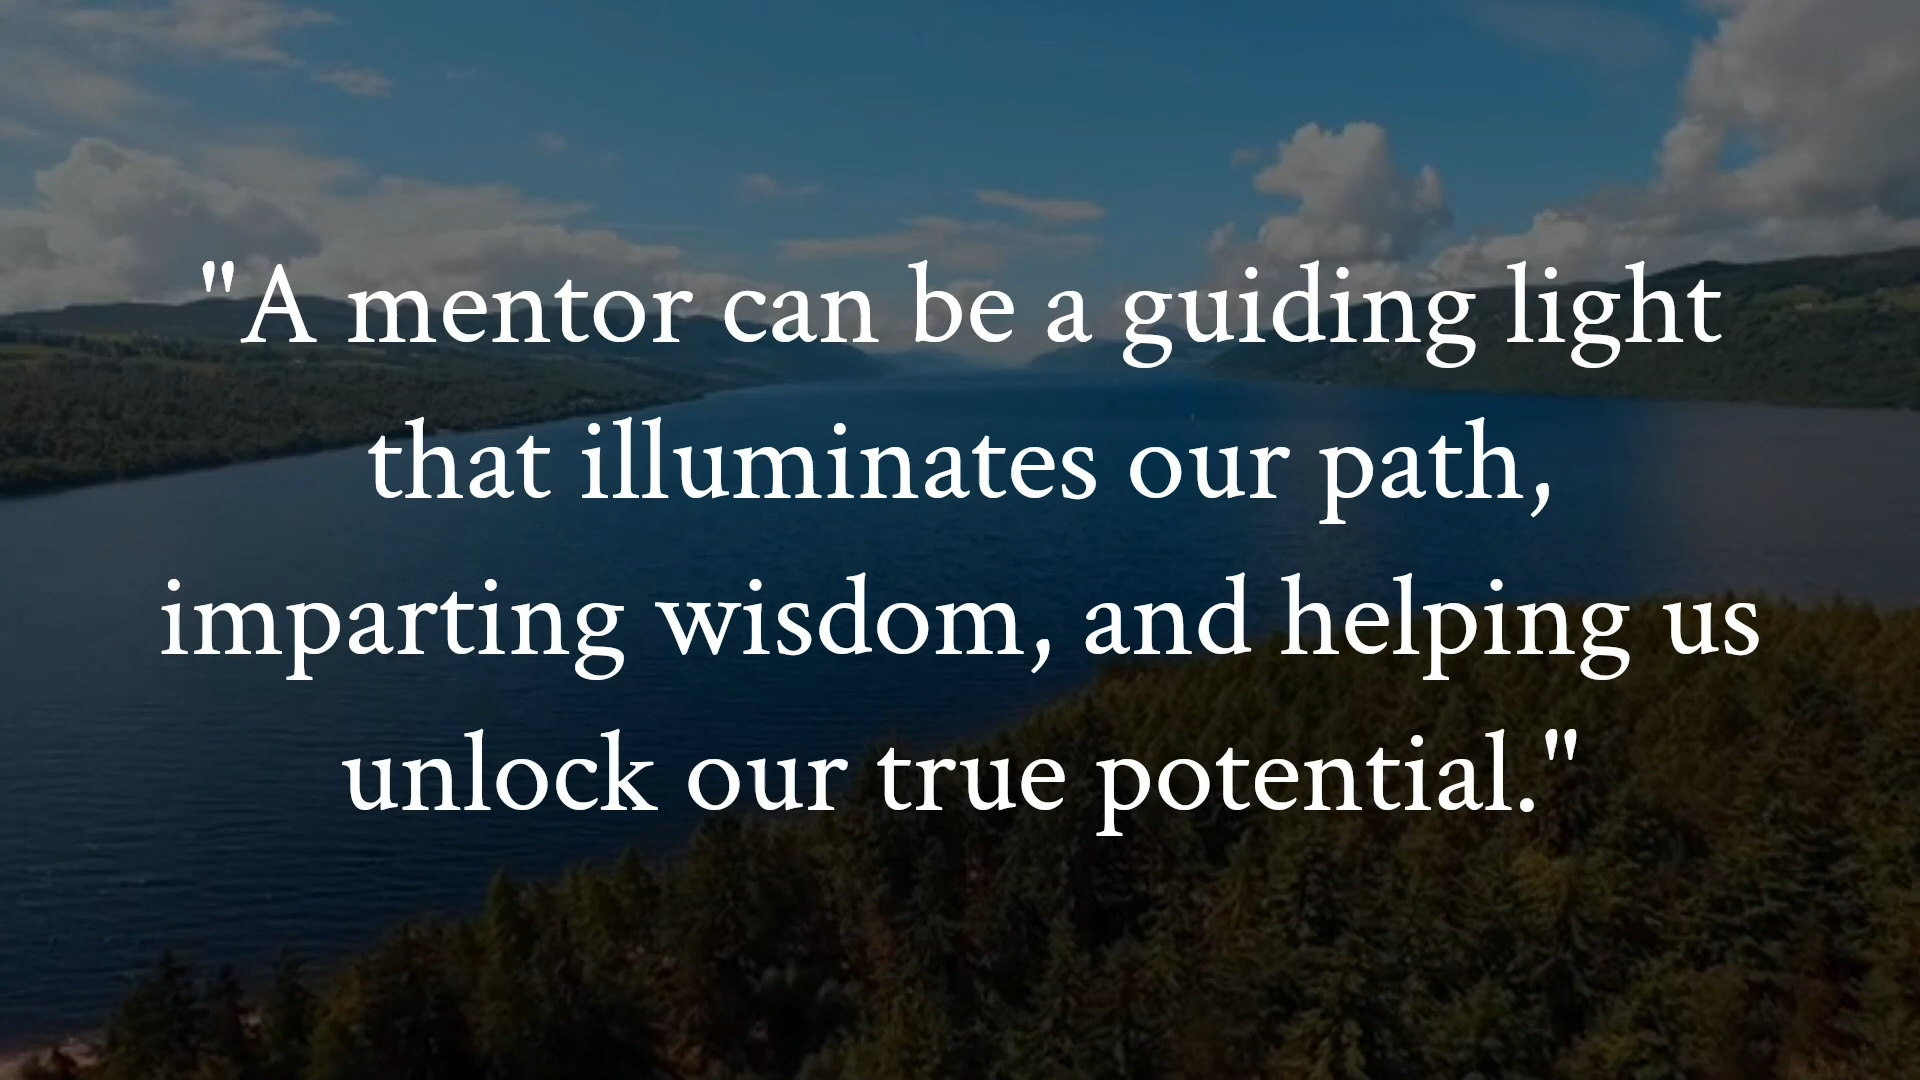 "A mentor can be a guiding light
that illuminates our path,
imparting wisdom, and helping us
unlock our true potential."